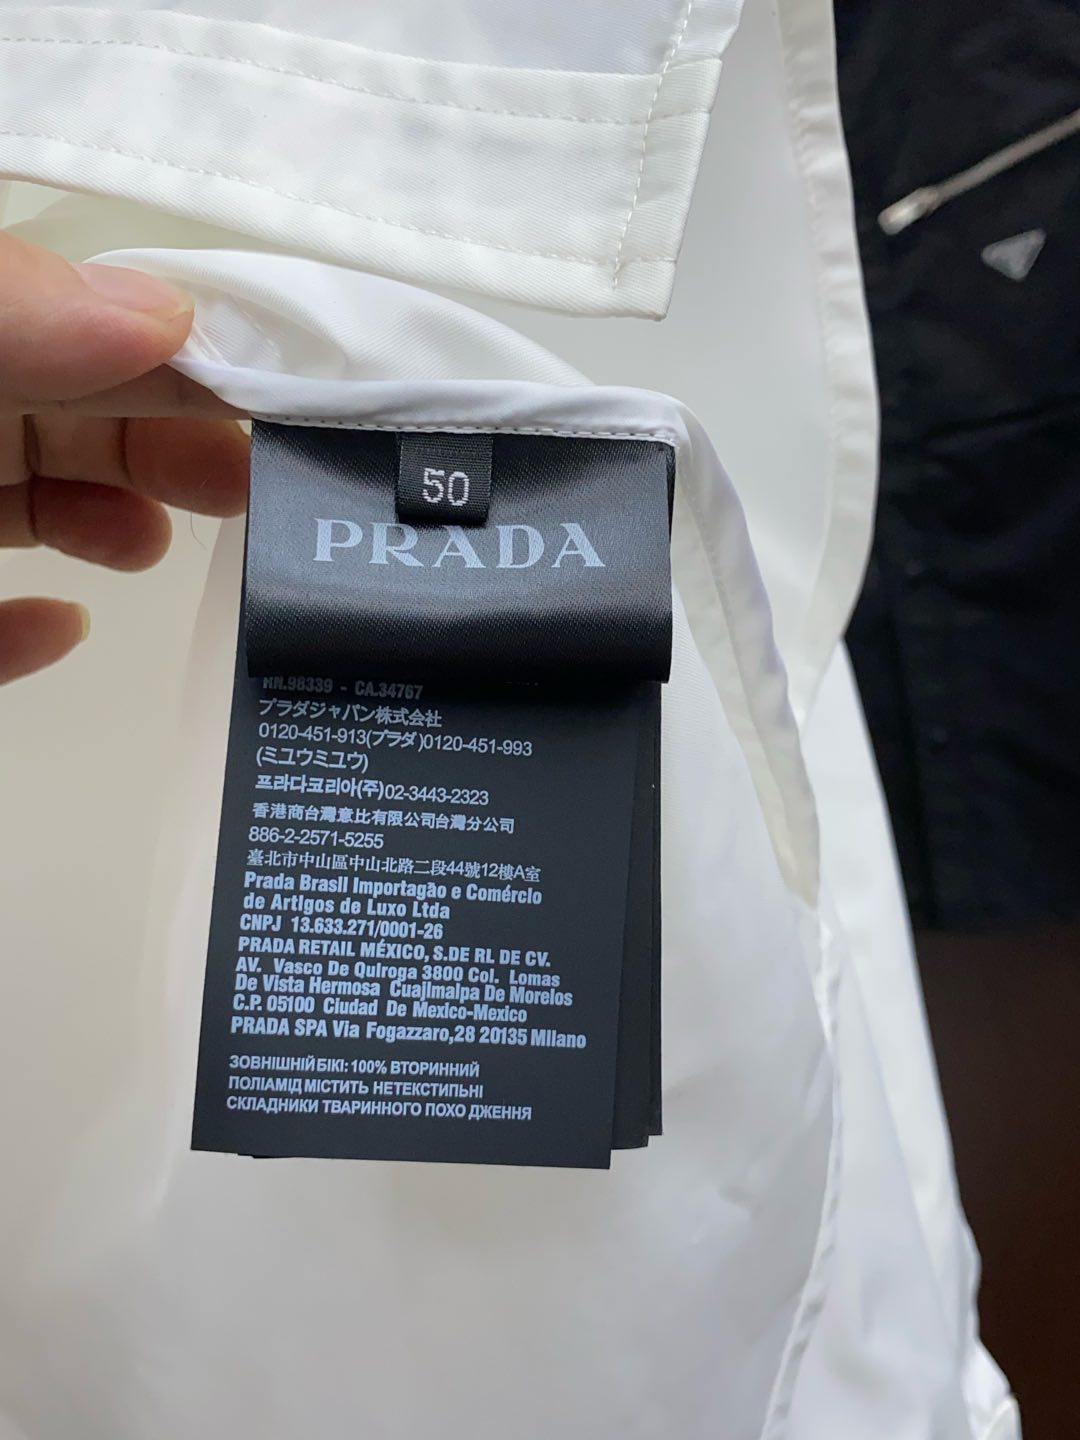 50
PRADA
RN.98339 - CA.34767
プラダジャパン株式会社
0120-451-913(プラダ)0120-451-993
(ミユウミユウ)
프라다코리아(주)02-3443-2323
香港商台灣意比有限公司台灣分公司
886-2-2571-5255
臺北市中山區中山北路二段44號12樓A室
Prada Brasil Importagão e Comércio
de Artigos de Luxo Ltda
CNPJ 13.633.271/0001-26
PRADA RETAIL MÉXICO, S.DE RL DE CV.
AV. Vasco De Quiroga 3800 Col. Lomas
De Vista Hermosa Cuajimalpa De Morelos
C.P. 05100 Ciudad De Mexico-Mexico
PRADA SPA Via Fogazzaro,28 20135 Milano
ЗОВНІШНІЙ БІКІ: 100% ВТОРИННИЙ
ПОЛІАМІД МІСТИТЬ НЕТЕКСТИПЬНІ
СКЛАДНИКИ ТВАРИННОГО ПОХО ДЖЕННЯ